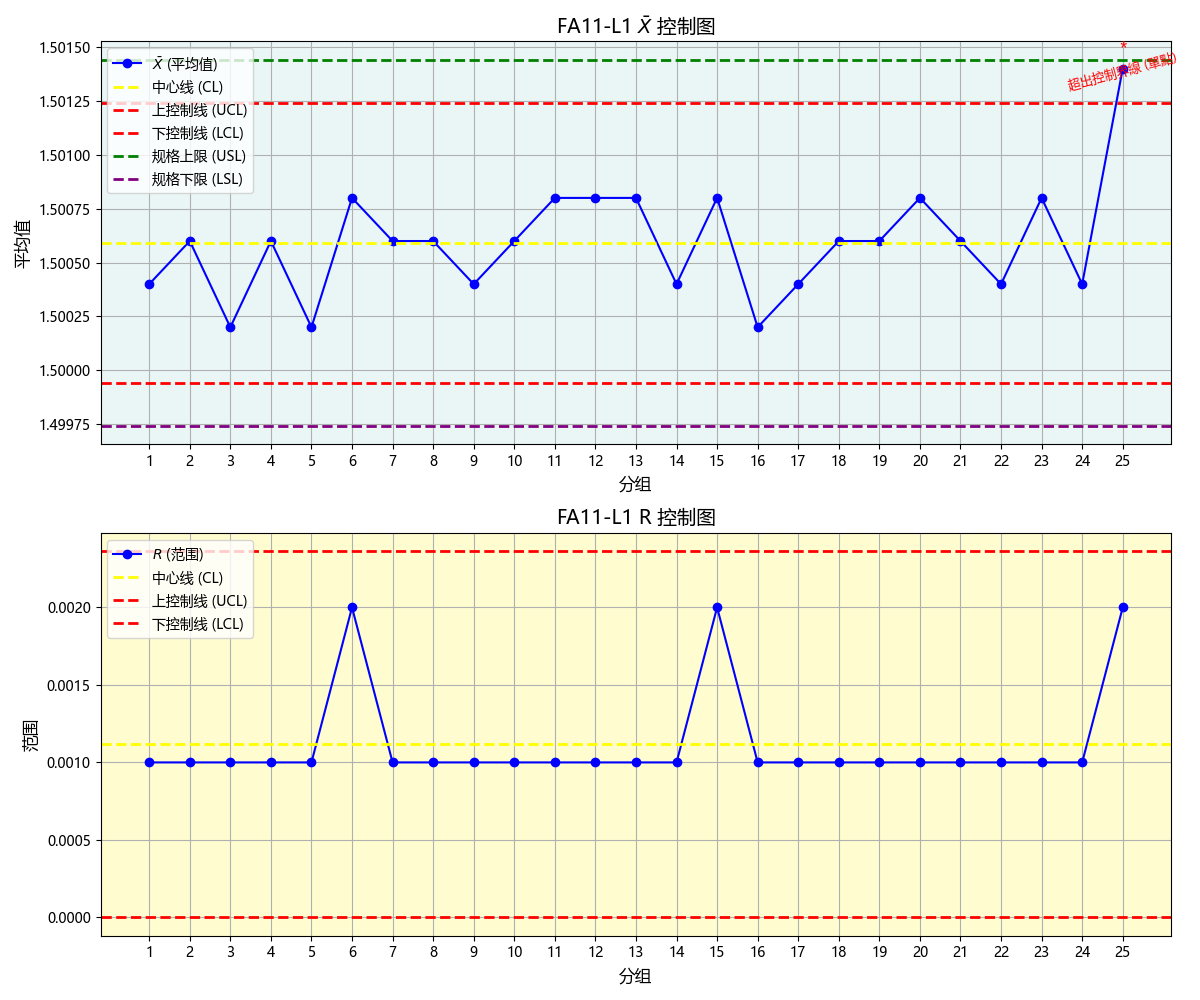 FA11-L1 X̄ 控制图
*
超出控制界線 (單點)
X̄ (平均值)
中心线 (CL)
上控制线 (UCL)
下控制线 (LCL)
规格上限 (USL)
规格下限 (LSL)
平均值
1.50150
1.50125
1.50100
1.50075
1.50050
1.50025
1.50000
1.49975
1 2 3 4 5 6 7 8 9 10 11 12 13 14 15 16 17 18 19 20 21 22 23 24 25
分组
FA11-L1 R 控制图
R (范围)
中心线 (CL)
上控制线 (UCL)
下控制线 (LCL)
范围
0.0020
0.0015
0.0010
0.0005
0.0000
1 2 3 4 5 6 7 8 9 10 11 12 13 14 15 16 17 18 19 20 21 22 23 24 25
分组